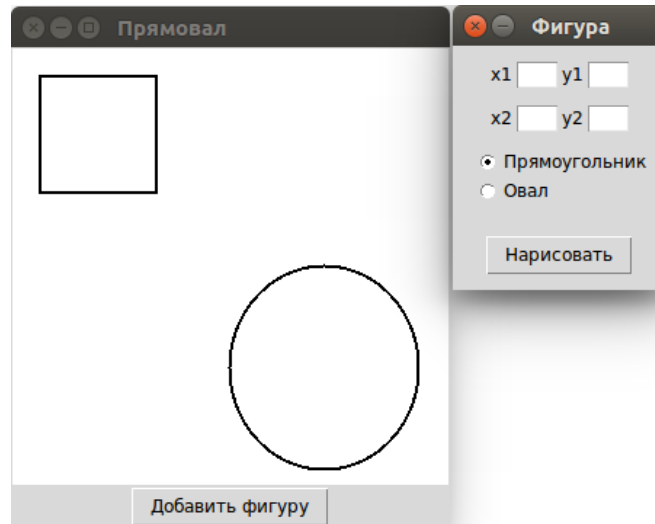 Прямовал
Добавить фигуру
Фигура
x1 y1
x2 y2
Прямоугольник
Овал
Нарисовать